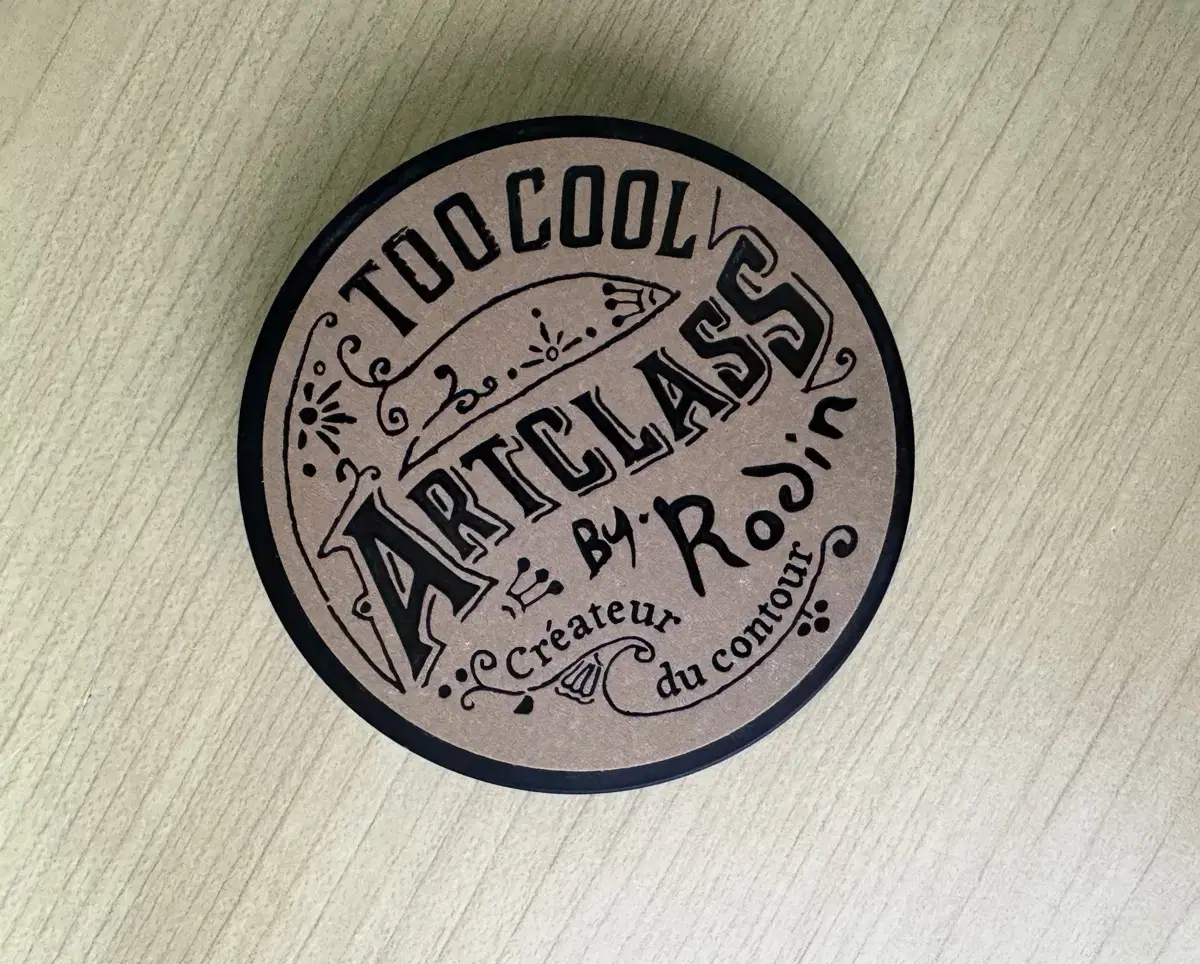 TOO COOL
ARTCLASS
By. Rodin
Créateur
du contour